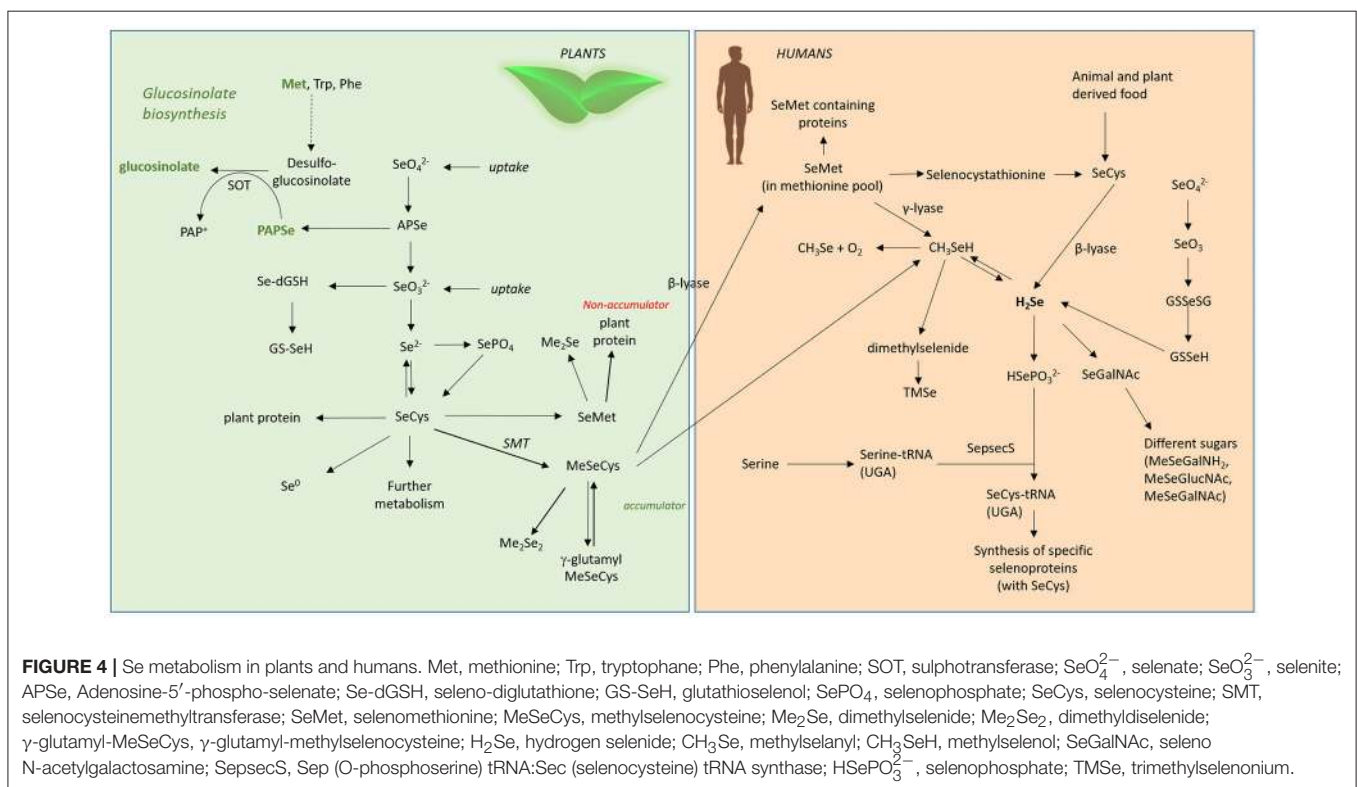 PLANTS
Glucosinolate
biosynthesis
Met, Trp, Phe
glucosinolate
Desulfo-
glucosinolate
SOT
PAP⁺
PAPSe
SeO₄²⁻
uptake
APSe
Se-dGSH
SeO₃²⁻
uptake
GS-SeH
Se²⁻
SePO₄
Me₂Se
Non-accumulator
plant
protein
plant protein
SeCys
SeMet
SMT
Se⁰
Further
metabolism
MeSeCys
accumulator
Me₂Se₂
γ-glutamyl
MeSeCys
β-lyase
HUMANS
Animal and plant
derived food
SeMet containing
proteins
SeMet
(in methionine pool)
Selenocystathionine
SeCys
SeO₄²⁻
γ-lyase
CH₃Se + O₂
CH₃SeH
β-lyase
SeO₃
H₂Se
GSSeSG
dimethylselenide
GSSeH
TMSe
HSePO₃²⁻
SeGalNAc
Serine
Serine-tRNA
(UGA)
SepsecS
Different sugars
(MeSeGalNH₂,
MeSeGlucNAc,
MeSeGalNAc)
SeCys-tRNA
(UGA)
Synthesis of specific
selenoproteins
(with SeCys)
FIGURE 4 | Se metabolism in plants and humans. Met, methionine; Trp, tryptophane; Phe, phenylalanine; SOT, sulphotransferase; SeO₄²⁻, selenate; SeO₃²⁻, selenite;
APSe, Adenosine-5′-phospho-selenate; Se-dGSH, seleno-diglutathione; GS-SeH, glutathioselenol; SePO₄, selenophosphate; SeCys, selenocysteine; SMT,
selenocysteinemethyltransferase; SeMet, selenomethionine; MeSeCys, methylselenocysteine; Me₂Se, dimethylselenide; Me₂Se₂, dimethyldiselenide;
γ-glutamyl-MeSeCys, γ-glutamyl-methylselenocysteine; H₂Se, hydrogen selenide; CH₃Se, methylselanyl; CH₃SeH, methylselenol; SeGalNAc, seleno
N-acetylgalactosamine; SepsecS, Sep (O-phosphoserine) tRNA:Sec (selenocysteine) tRNA synthase; HSePO₃²⁻, selenophosphate; TMSe, trimethylselenonium.